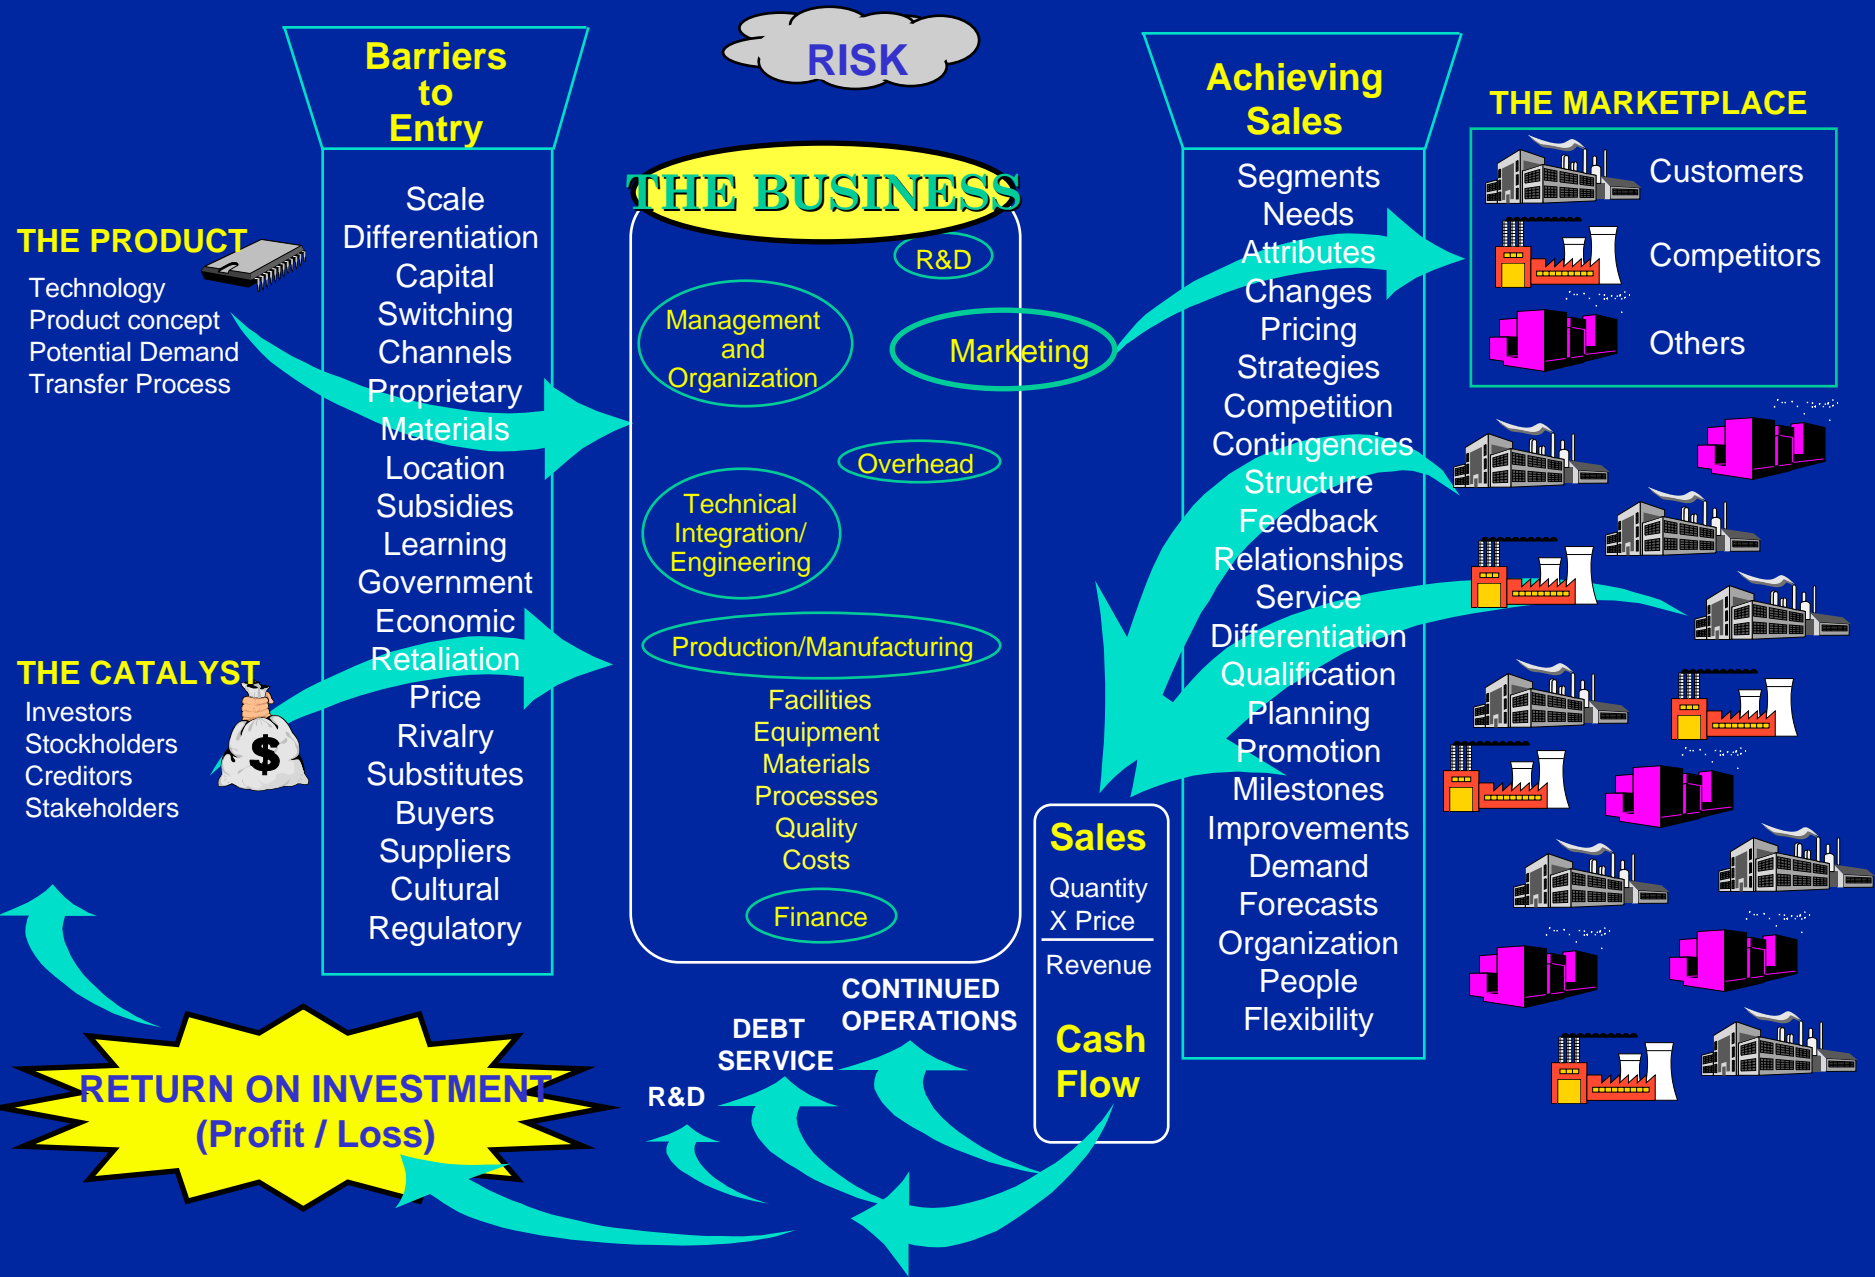 RISK
Barriers
to
Entry
Scale
Differentiation
Capital
Switching
Channels
Proprietary
Materials
Location
Subsidies
Learning
Government
Economic
Retaliation
Price
Rivalry
Substitutes
Buyers
Suppliers
Cultural
Regulatory
THE PRODUCT
Technology
Product concept
Potential Demand
Transfer Process
THE CATALYST
Investors
Stockholders
Creditors
Stakeholders
$
THE BUSINESS
R&D
Management
and
Organization
Marketing
Overhead
Technical
Integration/
Engineering
Production/Manufacturing
Facilities
Equipment
Materials
Processes
Quality
Costs
Finance
Achieving
Sales
Segments
Needs
Attributes
Changes
Pricing
Strategies
Competition
Contingencies
Structure
Feedback
Relationships
Service
Differentiation
Qualification
Planning
Promotion
Milestones
Improvements
Demand
Forecasts
Organization
People
Flexibility
THE MARKETPLACE
Customers
Competitors
Others
Sales
Quantity
X Price
Revenue
Cash
Flow
CONTINUED
OPERATIONS
DEBT
SERVICE
R&D
RETURN ON INVESTMENT
(Profit / Loss)